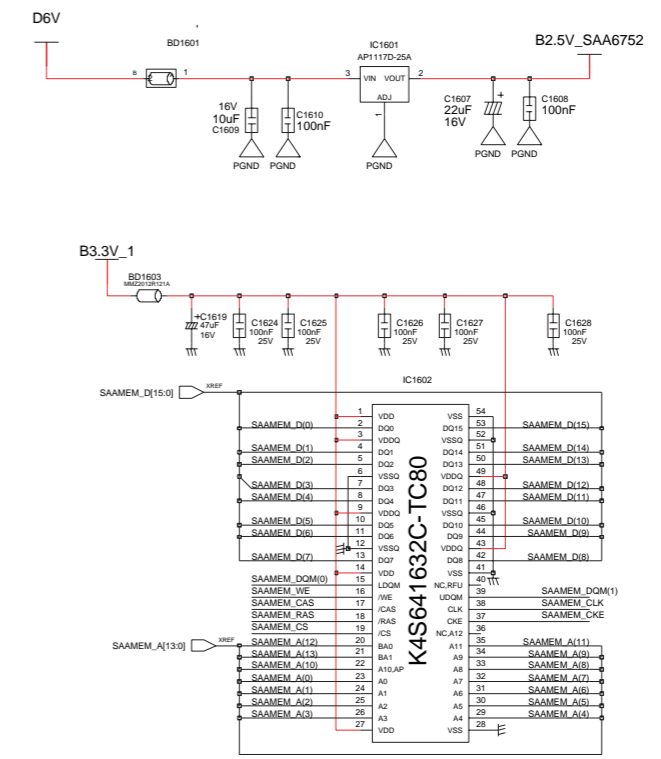 D6V
BD1601
B 1
IC1601
AP1117D-25A
3 VIN VOUT 2
ADJ
1
B2.5V_SAA6752
16V
10uF
C1609
C1610
100nF
C1607
22uF
16V
+
C1608
100nF
PGND PGND PGND PGND PGND
B3.3V_1
BD1603
MMZ2012R121A
+C1619
47uF
16V
C1624
100nF
25V
C1625
100nF
25V
C1626
100nF
25V
C1627
100nF
25V
C1628
100nF
25V
IC1602
SAAMEM_D[15:0] XREF
K4S641632C-TC80
1 VDD VSS 54
SAAMEM_D(0) 2 DQ0 DQ15 53 SAAMEM_D(15)
3 VDDQ VSSQ 52
SAAMEM_D(1) 4 DQ1 DQ14 51 SAAMEM_D(14)
SAAMEM_D(2) 5 DQ2 DQ13 50 SAAMEM_D(13)
6 VSSQ VDDQ 49
SAAMEM_D(3) 7 DQ3 DQ12 48 SAAMEM_D(12)
SAAMEM_D(4) 8 DQ4 DQ11 47 SAAMEM_D(11)
9 VDDQ VSSQ 46
SAAMEM_D(5) 10 DQ5 DQ10 45 SAAMEM_D(10)
SAAMEM_D(6) 11 DQ6 DQ9 44 SAAMEM_D(9)
12 VSSQ VDDQ 43
SAAMEM_D(7) 13 DQ7 DQ8 42 SAAMEM_D(8)
14 VDD VSS 41
SAAMEM_DQM(0) 15 LDQM NC,RFU 40
SAAMEM_WE 16 /WE UDQM 39 SAAMEM_DQM(1)
SAAMEM_CAS 17 /CAS CLK 38 SAAMEM_CLK
SAAMEM_RAS 18 /RAS CKE 37 SAAMEM_CKE
SAAMEM_CS 19 /CS NC,A12 36
SAAMEM_A[13:0] XREF
SAAMEM_A(12) 20 BA0 A11 35 SAAMEM_A(11)
SAAMEM_A(13) 21 BA1 A9 34 SAAMEM_A(9)
SAAMEM_A(10) 22 A10,AP A8 33 SAAMEM_A(8)
SAAMEM_A(0) 23 A0 A7 32 SAAMEM_A(7)
SAAMEM_A(1) 24 A1 A6 31 SAAMEM_A(6)
SAAMEM_A(2) 25 A2 A5 30 SAAMEM_A(5)
SAAMEM_A(3) 26 A3 A4 29 SAAMEM_A(4)
27 VDD VSS 28